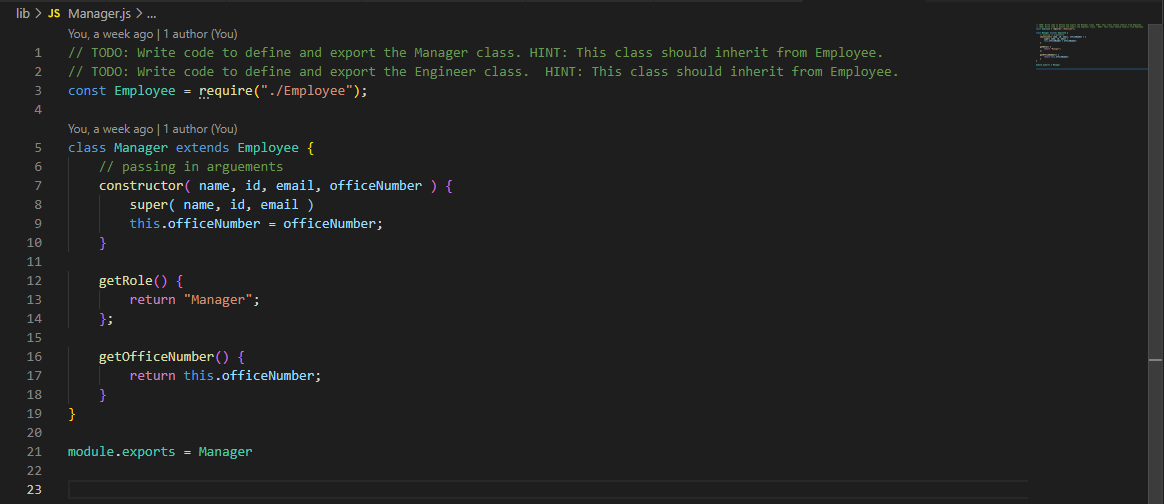 lib > JS Manager.js > ...
You, a week ago | 1 author (You)
1 // TODO: Write code to define and export the Manager class. HINT: This class should inherit from Employee.
2 // TODO: Write code to define and export the Engineer class.  HINT: This class should inherit from Employee.
3 const Employee = require("./Employee");
4
You, a week ago | 1 author (You)
5 class Manager extends Employee {
6     // passing in arguements
7     constructor( name, id, email, officeNumber ) {
8         super( name, id, email )
9         this.officeNumber = officeNumber;
10     }
11
12     getRole() {
13         return "Manager";
14     };
15
16     getOfficeNumber() {
17         return this.officeNumber;
18     }
19 }
20
21 module.exports = Manager
22
23